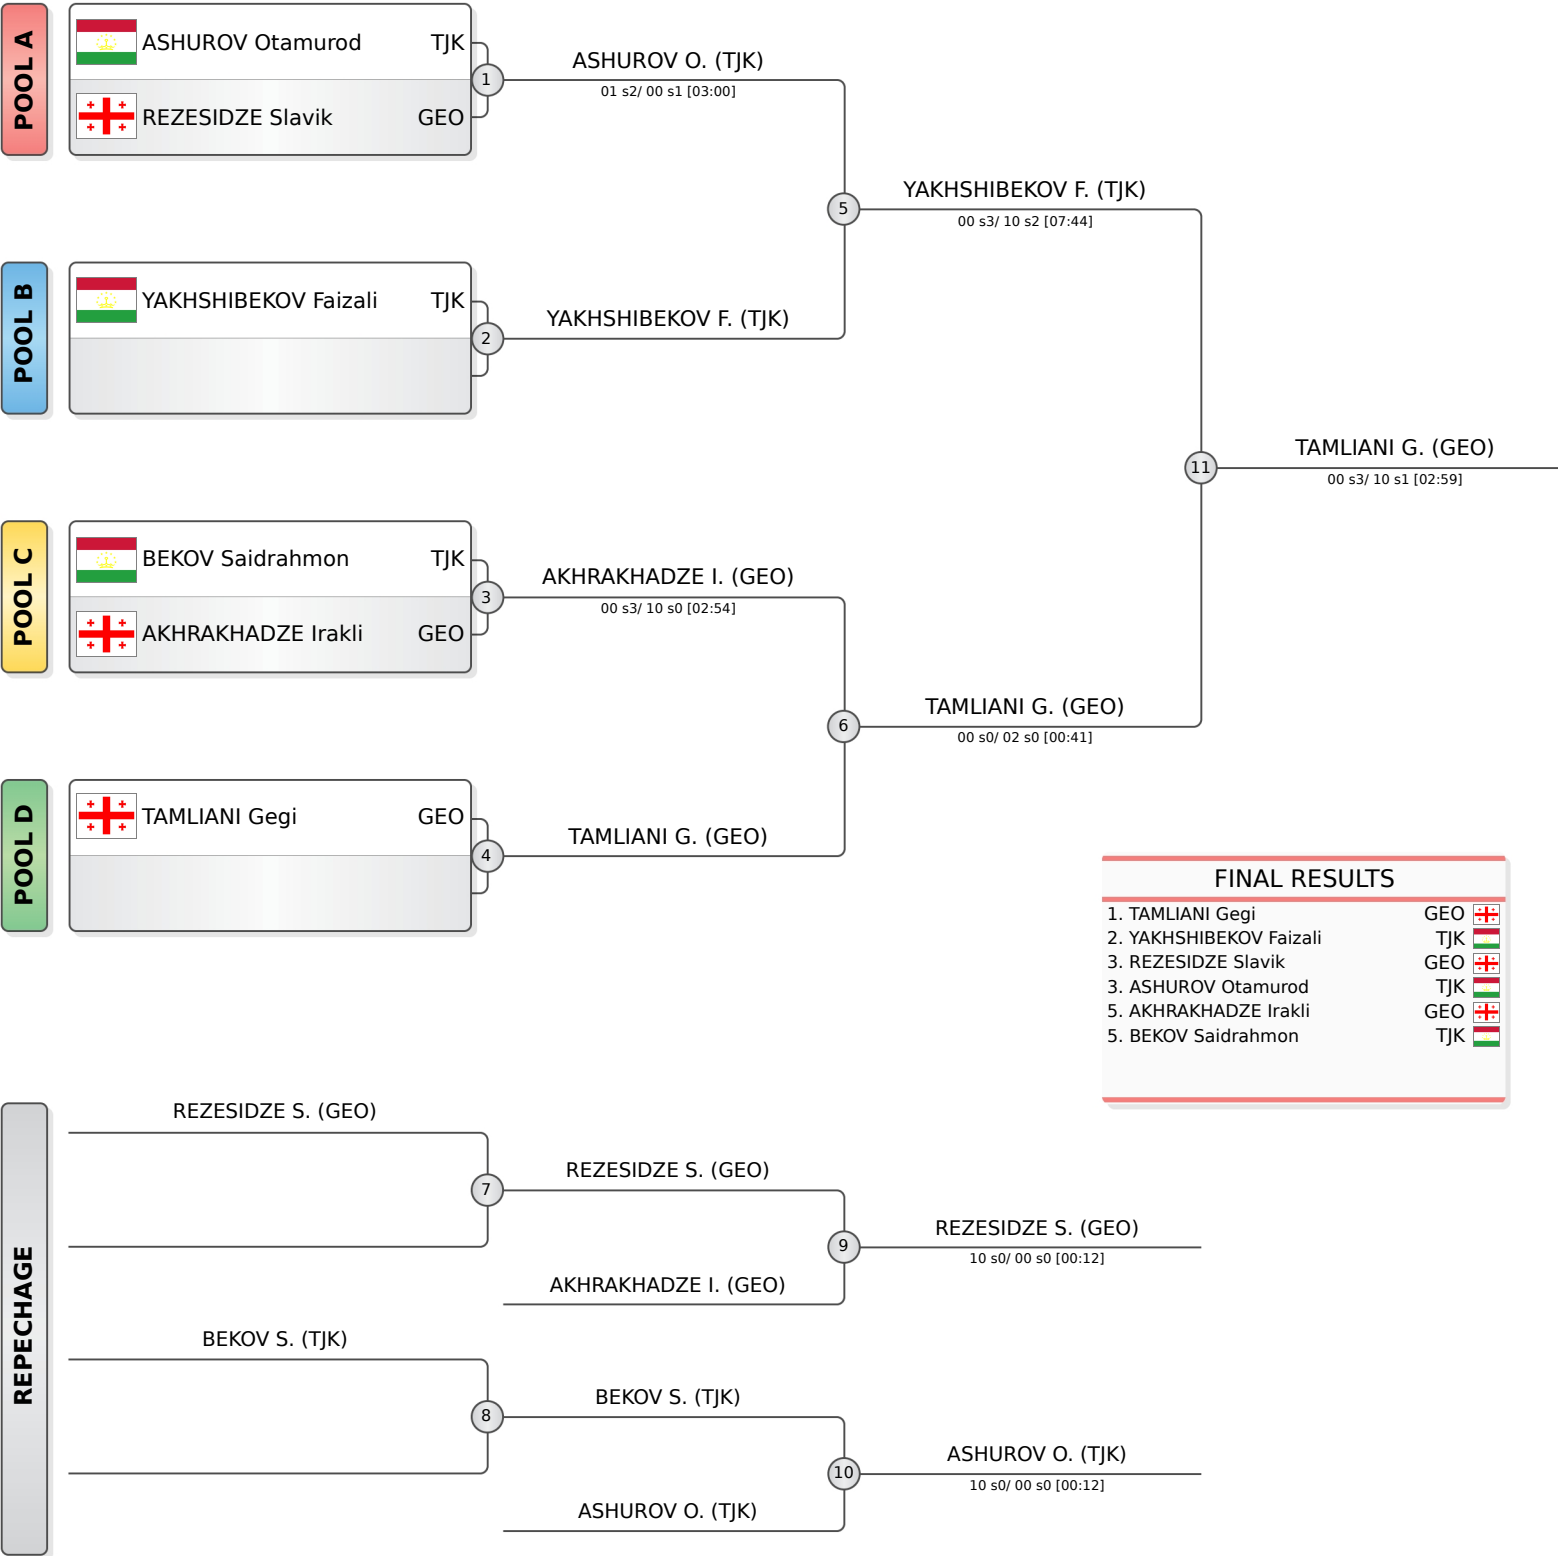 POOL A
ASHUROV Otamurod TJK
REZESIDZE Slavik GEO
1
ASHUROV O. (TJK)
01 s2/ 00 s1 [03:00]
5
YAKHSHIBEKOV F. (TJK)
00 s3/ 10 s2 [07:44]
POOL B
YAKHSHIBEKOV Faizali TJK
2
YAKHSHIBEKOV F. (TJK)
11
TAMLIANI G. (GEO)
00 s3/ 10 s1 [02:59]
POOL C
BEKOV Saidrahmon TJK
AKHRAKHADZE Irakli GEO
3
AKHRAKHADZE I. (GEO)
00 s3/ 10 s0 [02:54]
6
TAMLIANI G. (GEO)
00 s0/ 02 s0 [00:41]
POOL D
TAMLIANI Gegi GEO
4
TAMLIANI G. (GEO)
FINAL RESULTS
1. TAMLIANI Gegi GEO
2. YAKHSHIBEKOV Faizali TJK
3. REZESIDZE Slavik GEO
3. ASHUROV Otamurod TJK
5. AKHRAKHADZE Irakli GEO
5. BEKOV Saidrahmon TJK
REPECHAGE
REZESIDZE S. (GEO)
7
REZESIDZE S. (GEO)
AKHRAKHADZE I. (GEO)
9
REZESIDZE S. (GEO)
10 s0/ 00 s0 [00:12]
BEKOV S. (TJK)
8
BEKOV S. (TJK)
ASHUROV O. (TJK)
10
ASHUROV O. (TJK)
10 s0/ 00 s0 [00:12]